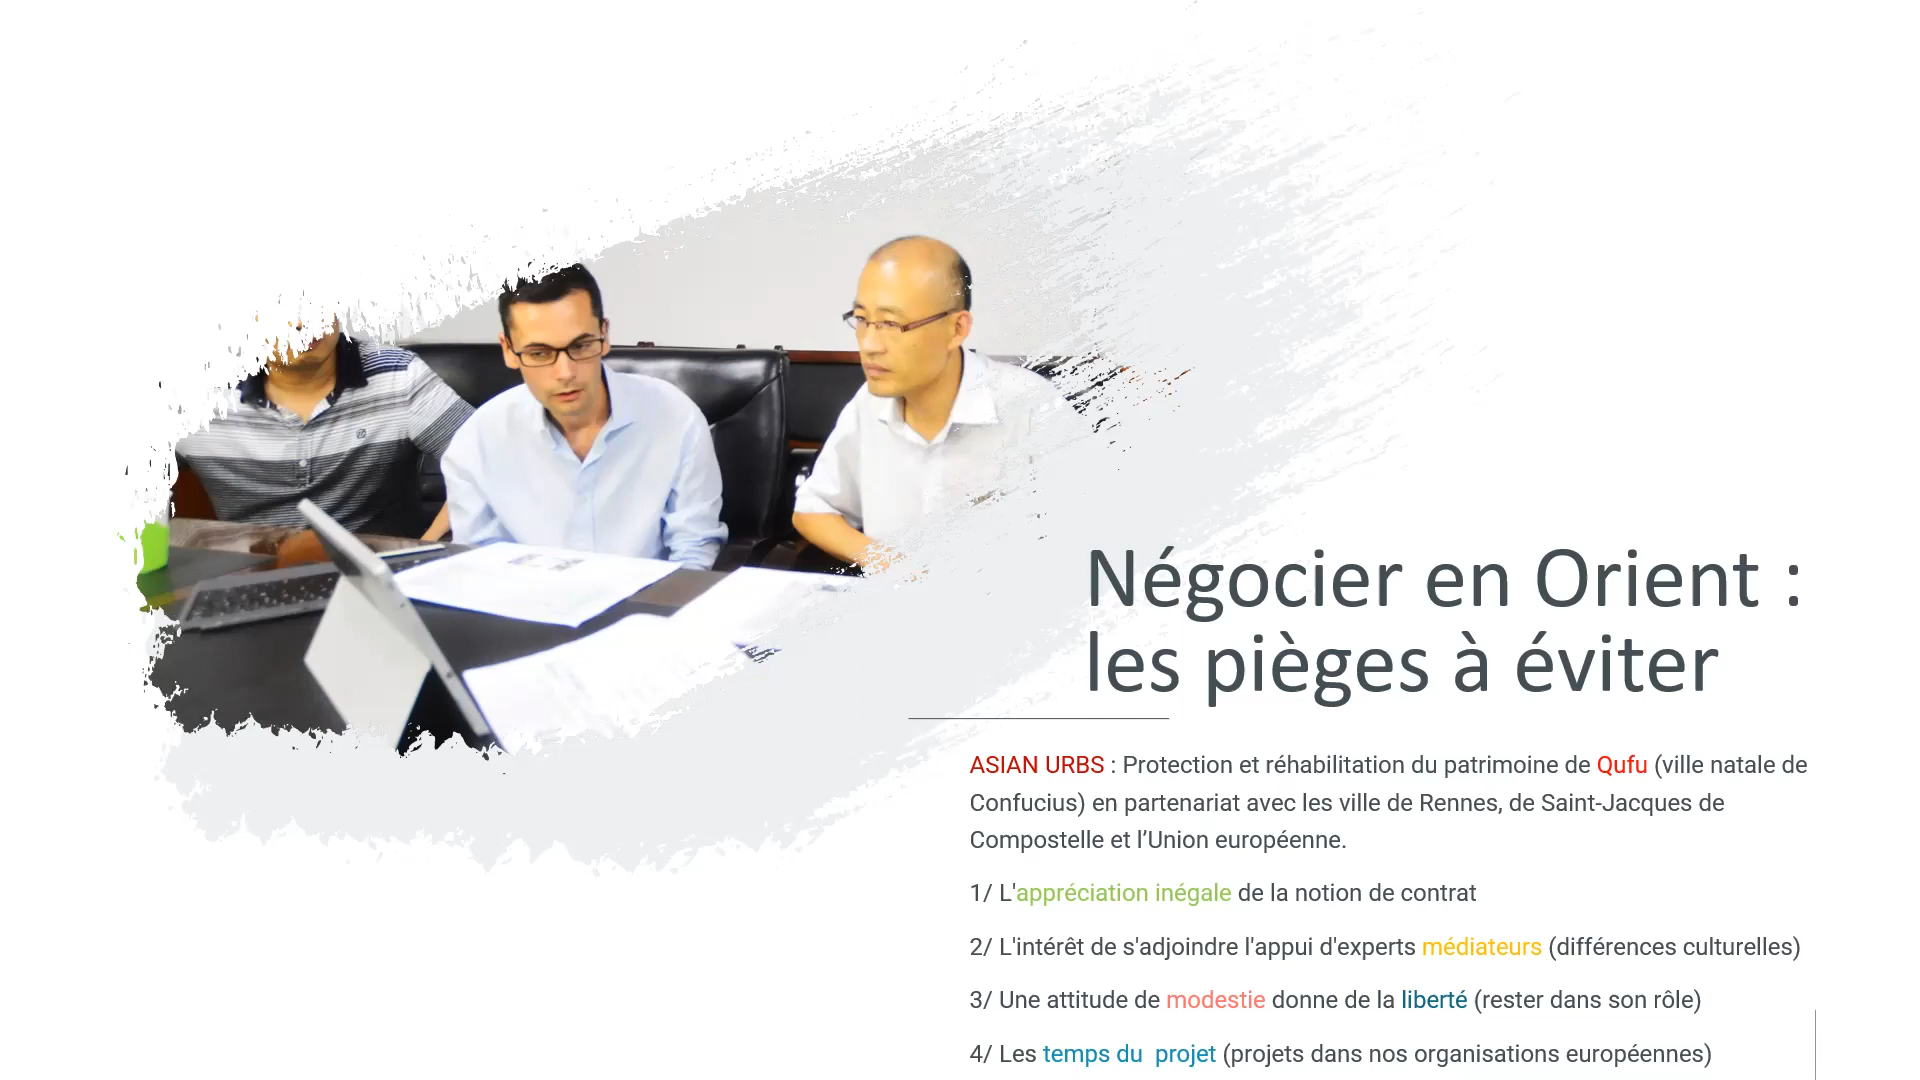 Négocier en Orient :
les pièges à éviter
ASIAN URBS : Protection et réhabilitation du patrimoine de Qufu (ville natale de
Confucius) en partenariat avec les ville de Rennes, de Saint-Jacques de
Compostelle et l’Union européenne.
1/ L'appréciation inégale de la notion de contrat
2/ L'intérêt de s'adjoindre l'appui d'experts médiateurs (différences culturelles)
3/ Une attitude de modestie donne de la liberté (rester dans son rôle)
4/ Les temps du  projet (projets dans nos organisations européennes)